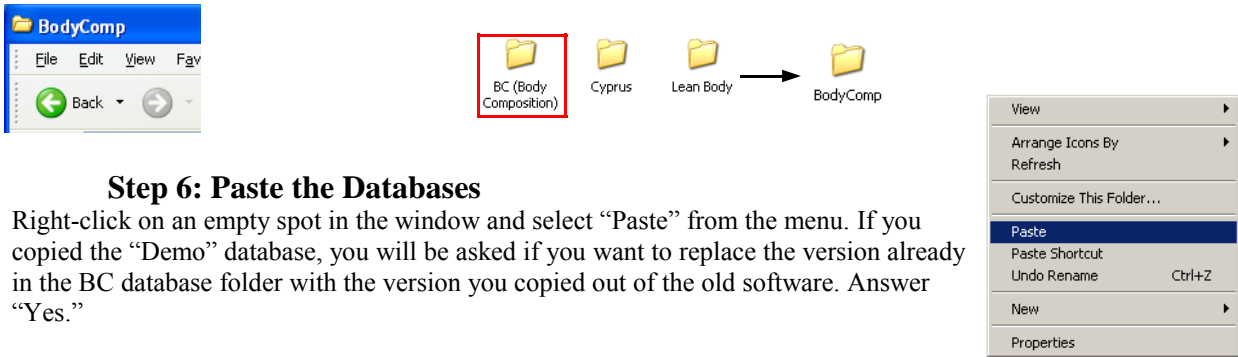 BodyComp
File Edit View Fav
Back
BC (Body
Composition)
Cyprus
Lean Body
BodyComp
Step 6: Paste the Databases
Right-click on an empty spot in the window and select “Paste” from the menu. If you
copied the “Demo” database, you will be asked if you want to replace the version already
in the BC database folder with the version you copied out of the old software. Answer
“Yes.”
View
Arrange Icons By
Refresh
Customize This Folder...
Paste
Paste Shortcut
Undo Rename Ctrl+Z
New
Properties